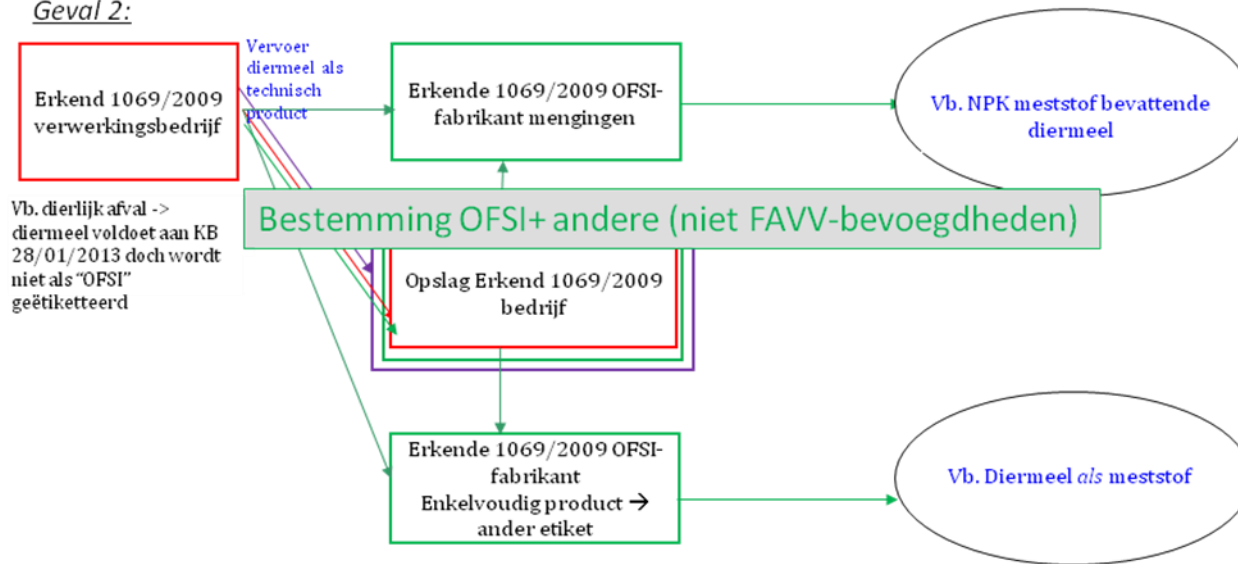 Geval 2:
Erkend 1069/2009
verwerkingsbedrijf
Vervoer
diermeel als
technisch
product
Erkende 1069/2009 OFSI-
fabrikant mengingen
Vb. NPK meststof bevattende
diermeel
Vb. dierlijk afval ->
diermeel voldoet aan KB
28/01/2013 doch wordt
niet als “OFSI”
geëtiketteerd
Bestemming OFSI+ andere (niet FAVV-bevoegdheden)
Opslag Erkend 1069/2009
bedrijf
Erkende 1069/2009 OFSI-
fabrikant
Enkelvoudig product →
ander etiket
Vb. Diermeel als meststof